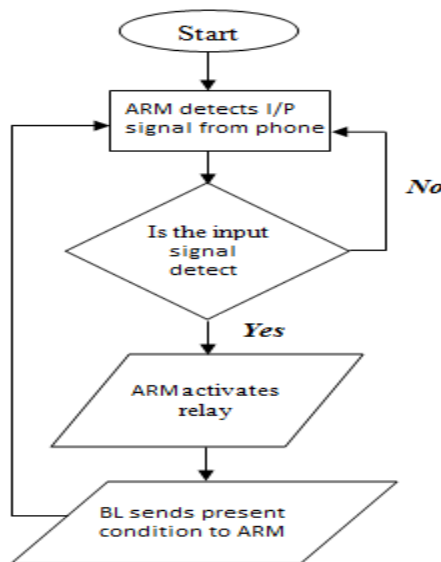 Start
ARM detects I/P
signal from phone
No
Is the input
signal
detect
Yes
ARM activates
relay
BL sends present
condition to ARM